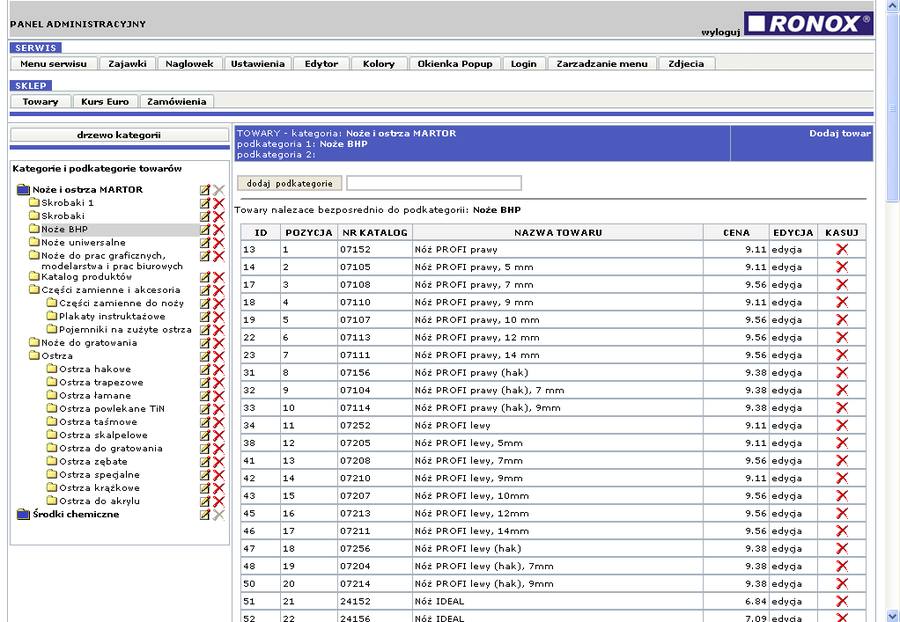 PANEL ADMINISTRACYJNY
wyloguj RONOX®
SERWIS
Menu serwisu Zajawki Naglowek Ustawienia Edytor Kolory Okienka Popup Login Zarzadzanie menu Zdjecia
SKLEP
Towary Kurs Euro Zamówienia
drzewo kategorii
Kategorie i podkategorie towarów
Noże i ostrza MARTOR
Skrobaki 1
Skrobaki
Noże BHP
Noże uniwersalne
Noże do prac graficznych,
modelarstwa i prac biurowych
Katalog produktów
Części zamienne i akcesoria
Części zamienne do noży
Plakaty instruktażowe
Pojemniki na zużyte ostrza
Noże do gratowania
Ostrza
Ostrza hakowe
Ostrza trapezowe
Ostrza łamane
Ostrza powlekane TiN
Ostrza taśmowe
Ostrza skalpelowe
Ostrza do gratowania
Ostrza zębate
Ostrza specjalne
Ostrza krążkowe
Ostrza do akrylu
Środki chemiczne
TOWARY - kategoria: Noże i ostrza MARTOR Dodaj towar
podkategoria 1: Noże BHP
podkategoria 2:
dodaj podkategorie
Towary nalezace bezposrednio do podkategorii: Noże BHP
ID POZYCJA NR KATALOG NAZWA TOWARU CENA EDYCJA KASUJ
13 1 07152 Nóż PROFI prawy 9.11 edycja
14 2 07105 Nóż PROFI prawy, 5 mm 9.11 edycja
17 3 07108 Nóż PROFI prawy, 7 mm 9.56 edycja
18 4 07110 Nóż PROFI prawy, 9 mm 9.11 edycja
19 5 07107 Nóż PROFI prawy, 10 mm 9.56 edycja
22 6 07113 Nóż PROFI prawy, 12 mm 9.56 edycja
23 7 07111 Nóż PROFI prawy, 14 mm 9.56 edycja
31 8 07156 Nóż PROFI prawy (hak) 9.38 edycja
32 9 07104 Nóż PROFI prawy (hak), 7 mm 9.38 edycja
33 10 07114 Nóż PROFI prawy (hak), 9mm 9.38 edycja
34 11 07252 Nóż PROFI lewy 9.11 edycja
38 12 07205 Nóż PROFI lewy, 5mm 9.11 edycja
41 13 07208 Nóż PROFI lewy, 7mm 9.56 edycja
42 14 07210 Nóż PROFI lewy, 9mm 9.11 edycja
43 15 07207 Nóż PROFI lewy, 10mm 9.56 edycja
45 16 07213 Nóż PROFI lewy, 12mm 9.56 edycja
46 17 07211 Nóż PROFI lewy, 14mm 9.56 edycja
47 18 07256 Nóż PROFI lewy (hak) 9.38 edycja
48 19 07204 Nóż PROFI lewy (hak), 7mm 9.38 edycja
50 20 07214 Nóż PROFI lewy (hak), 9mm 9.38 edycja
51 21 24152 Nóż IDEAL 6.84 edycja
52 22 24156 Nóż IDEAL 7.09 edycja